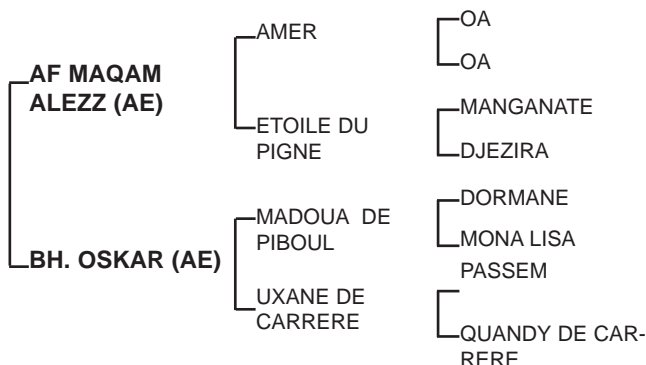 AF MAQAM
ALEZZ (AE)
AMER
OA
OA
ETOILE DU
PIGNE
MANGANATE
DJEZIRA
BH. OSKAR (AE)
MADOUA DE
PIBOUL
DORMANE
MONA LISA
UXANE DE
CARRERE
PASSEM
QUANDY DE CAR-
RERE